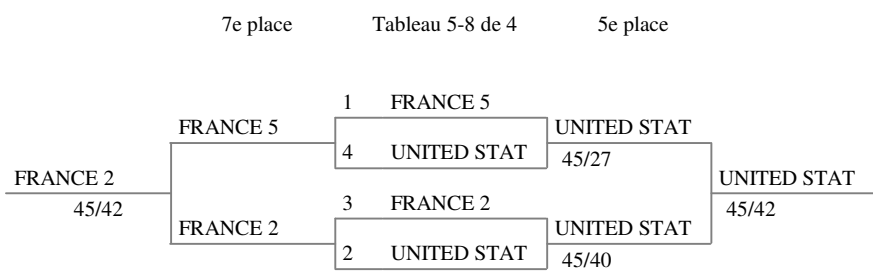 7e place Tableau 5-8 de 4 5e place
1 FRANCE 5
FRANCE 5 UNITED STAT
4 UNITED STAT 45/27
FRANCE 2 UNITED STAT
45/42 3 FRANCE 2 45/42
FRANCE 2 UNITED STAT
2 UNITED STAT 45/40